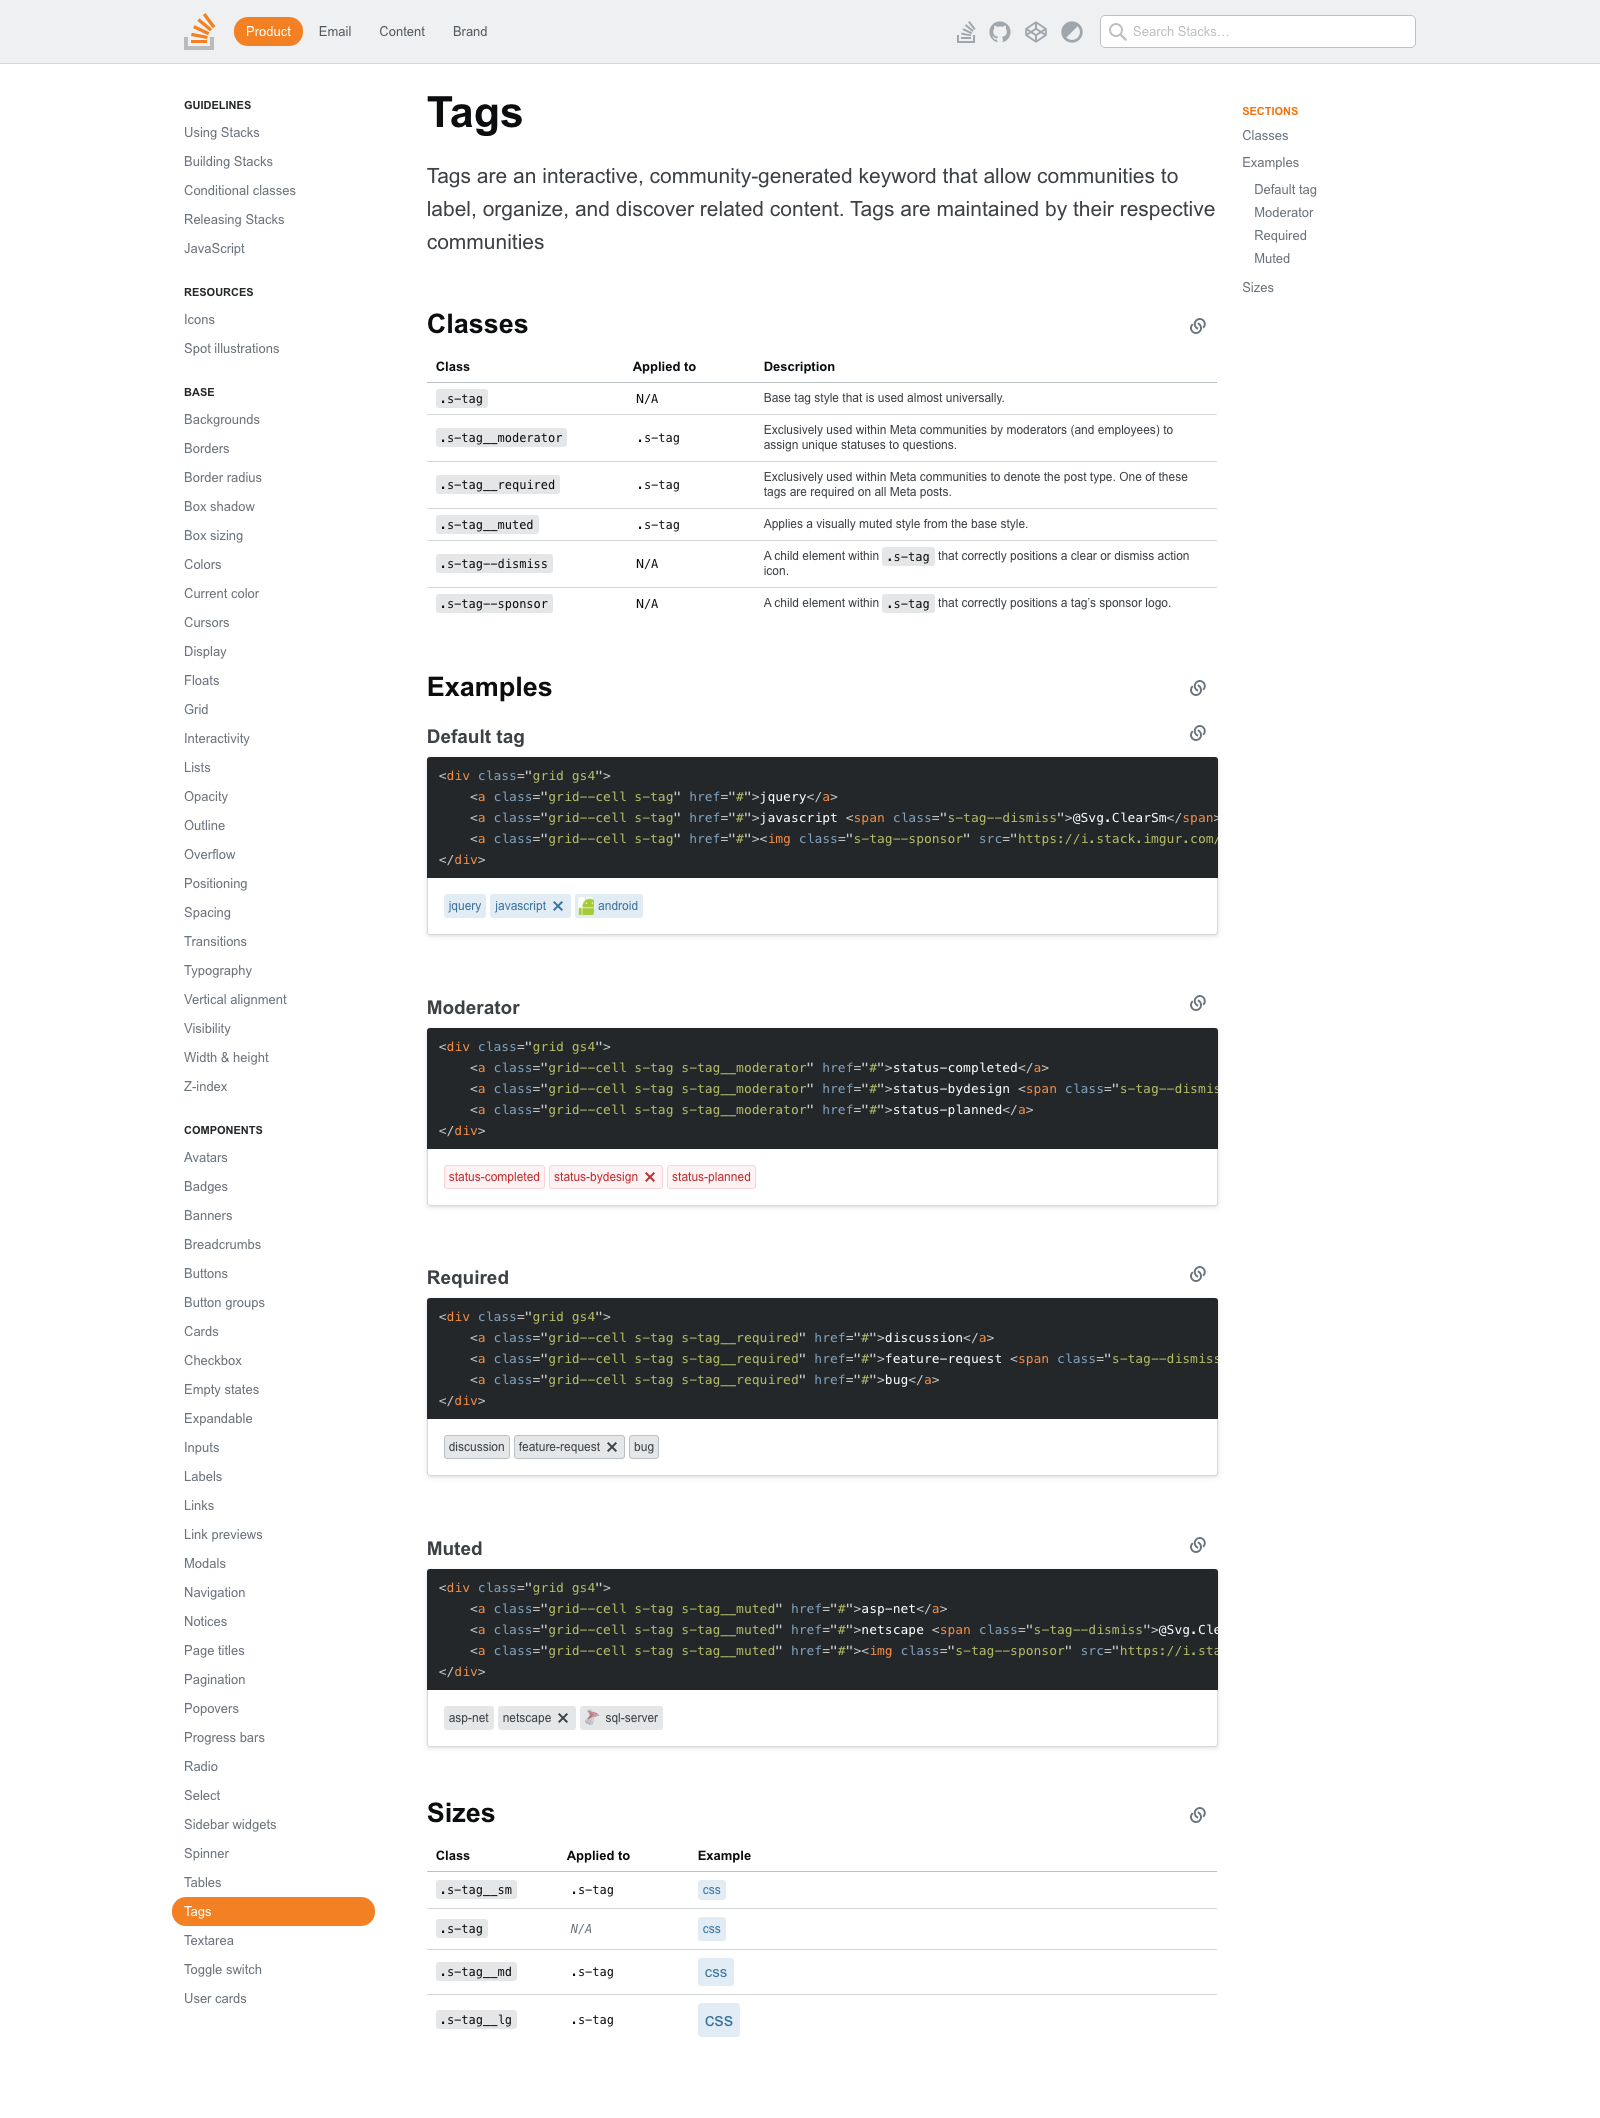 Product Email Content Brand
Search Stacks...
GUIDELINES
Using Stacks
Building Stacks
Conditional classes
Releasing Stacks
JavaScript
RESOURCES
Icons
Spot illustrations
BASE
Backgrounds
Borders
Border radius
Box shadow
Box sizing
Colors
Current color
Cursors
Display
Floats
Grid
Interactivity
Lists
Opacity
Outline
Overflow
Positioning
Spacing
Transitions
Typography
Vertical alignment
Visibility
Width & height
Z-index
COMPONENTS
Avatars
Badges
Banners
Breadcrumbs
Buttons
Button groups
Cards
Checkbox
Empty states
Expandable
Inputs
Labels
Links
Link previews
Modals
Navigation
Notices
Page titles
Pagination
Popovers
Progress bars
Radio
Select
Sidebar widgets
Spinner
Tables
Tags
Textarea
Toggle switch
User cards
Tags
Tags are an interactive, community-generated keyword that allow communities to
label, organize, and discover related content. Tags are maintained by their respective
communities
Classes
Class Applied to Description
.s-tag N/A Base tag style that is used almost universally.
.s-tag__moderator .s-tag Exclusively used within Meta communities by moderators (and employees) to
assign unique statuses to questions.
.s-tag__required .s-tag Exclusively used within Meta communities to denote the post type. One of these
tags are required on all Meta posts.
.s-tag__muted .s-tag Applies a visually muted style from the base style.
.s-tag--dismiss N/A A child element within .s-tag that correctly positions a clear or dismiss action
icon.
.s-tag--sponsor N/A A child element within .s-tag that correctly positions a tag's sponsor logo.
Examples
Default tag
<div class="grid gs4">
<a class="grid--cell s-tag" href="#">jquery</a>
<a class="grid--cell s-tag" href="#">javascript <span class="s-tag--dismiss">@Svg.ClearSm</span>
<a class="grid--cell s-tag" href="#"><img class="s-tag--sponsor" src="https://i.stack.imgur.com/
</div>
jquery javascript android
Moderator
<div class="grid gs4">
<a class="grid--cell s-tag s-tag__moderator" href="#">status-completed</a>
<a class="grid--cell s-tag s-tag__moderator" href="#">status-bydesign <span class="s-tag--dismis
<a class="grid--cell s-tag s-tag__moderator" href="#">status-planned</a>
</div>
status-completed status-bydesign status-planned
Required
<div class="grid gs4">
<a class="grid--cell s-tag s-tag__required" href="#">discussion</a>
<a class="grid--cell s-tag s-tag__required" href="#">feature-request <span class="s-tag--dismiss
<a class="grid--cell s-tag s-tag__required" href="#">bug</a>
</div>
discussion feature-request bug
Muted
<div class="grid gs4">
<a class="grid--cell s-tag s-tag__muted" href="#">asp-net</a>
<a class="grid--cell s-tag s-tag__muted" href="#">netscape <span class="s-tag--dismiss">@Svg.Cle
<a class="grid--cell s-tag s-tag__muted" href="#"><img class="s-tag--sponsor" src="https://i.sta
</div>
asp-net netscape sql-server
Sizes
Class Applied to Example
.s-tag__sm .s-tag css
.s-tag N/A css
.s-tag__md .s-tag css
.s-tag__lg .s-tag css
SECTIONS
Classes
Examples
Default tag
Moderator
Required
Muted
Sizes